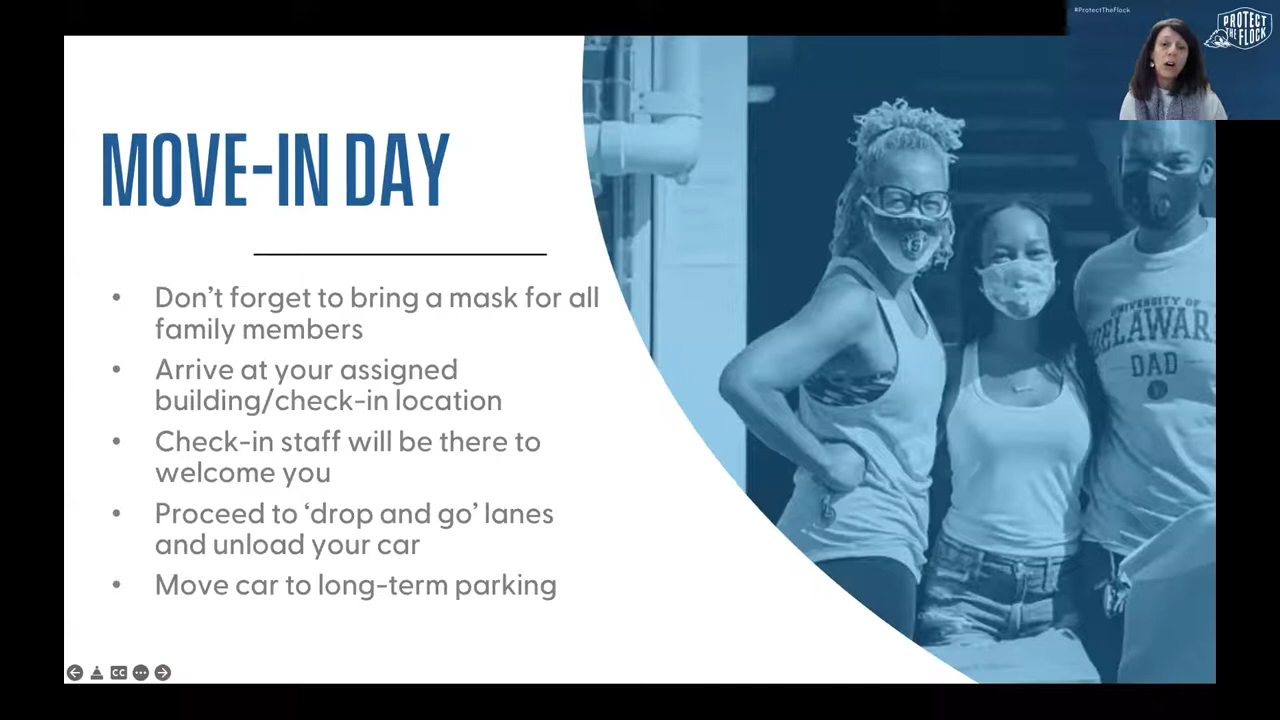 #ProtectTheFlock
PROTECT
THE FLOCK
MOVE-IN DAY
• Don't forget to bring a mask for all
family members
• Arrive at your assigned
building/check-in location
• Check-in staff will be there to
welcome you
• Proceed to ‘drop and go’ lanes
and unload your car
• Move car to long-term parking
UNIVERSITY OF
DELAWARE
DAD
CC